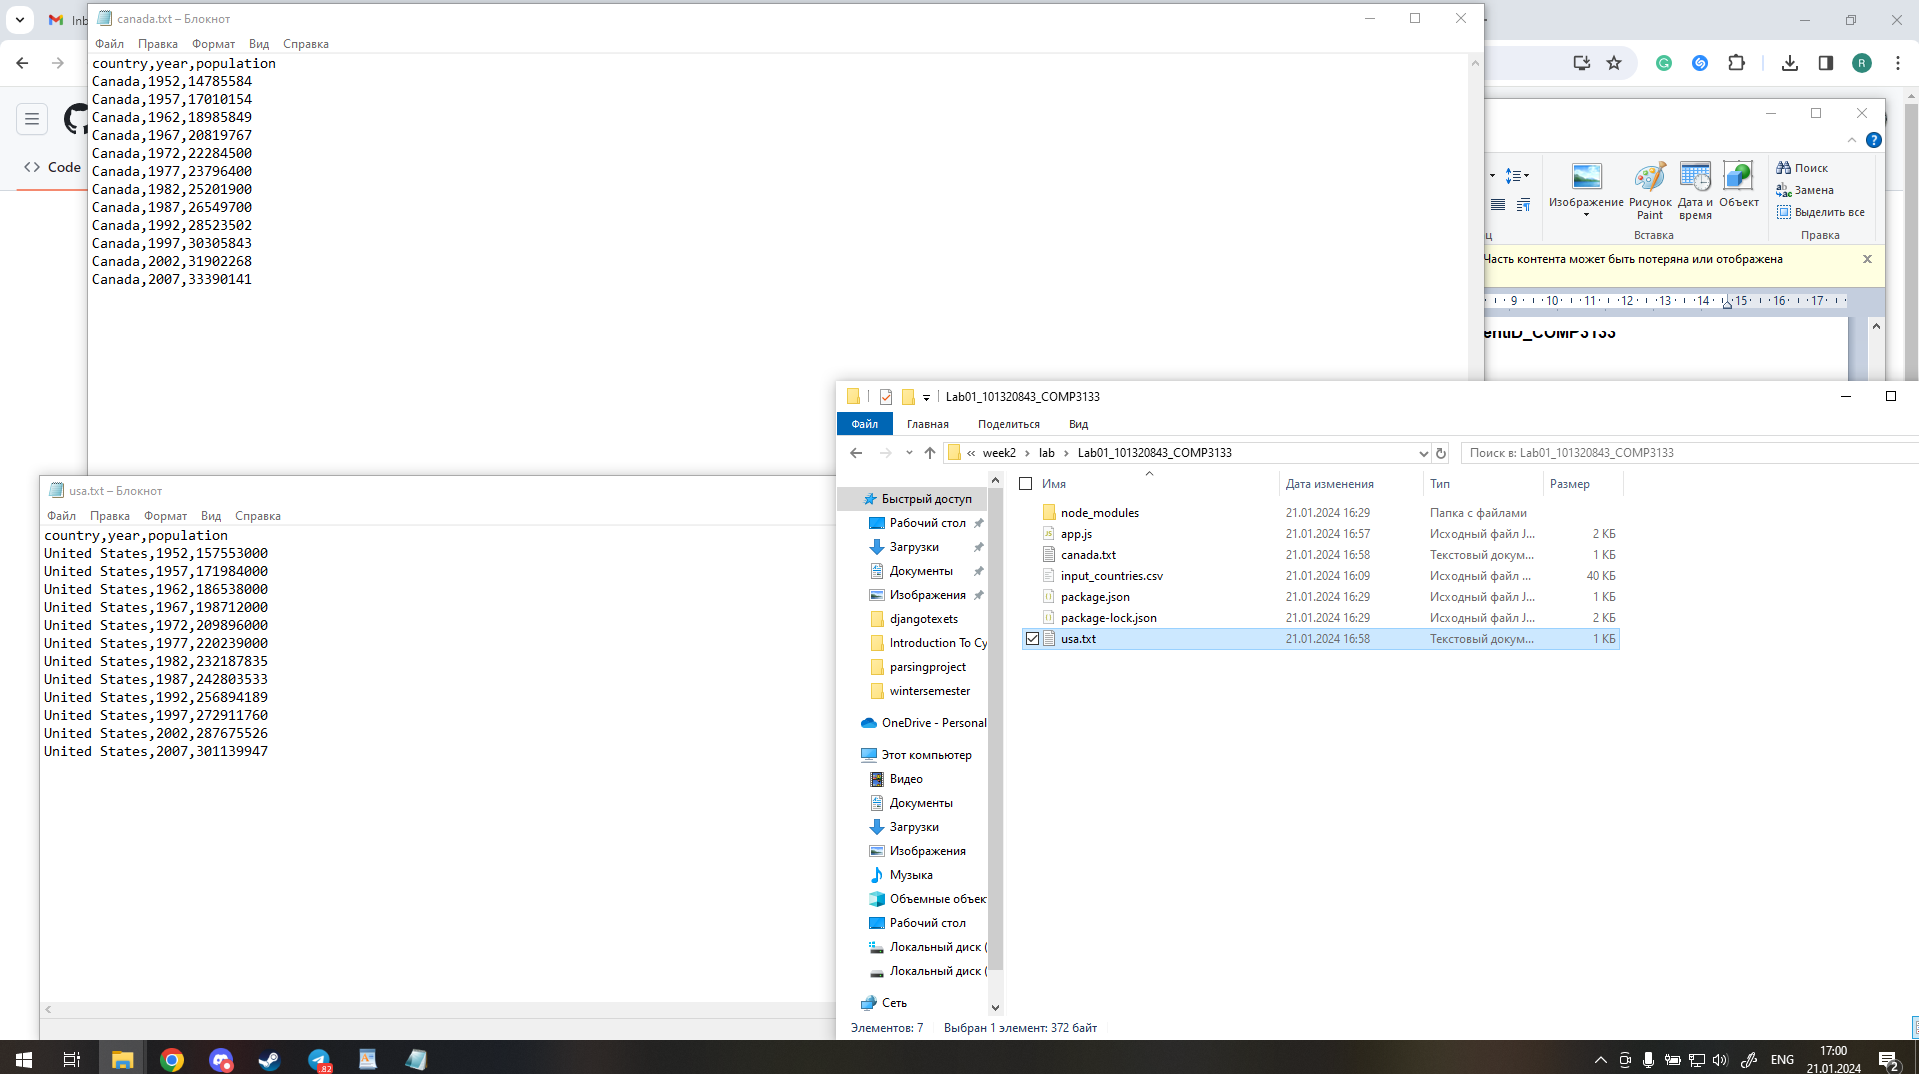 Inb
canada.txt – Блокнот
Файл Правка Формат Вид Справка
country,year,population
Canada,1952,14785584
Canada,1957,17010154
Canada,1962,18985849
Canada,1967,20819767
Canada,1972,22284500
Canada,1977,23796400
Canada,1982,25201900
Canada,1987,26549700
Canada,1992,28523502
Canada,1997,30305843
Canada,2002,31902268
Canada,2007,33390141
Code
R
Изображение
Рисунок Paint
Дата и время
Объект
Вставка
Поиск
Замена
Выделить все
Правка
Часть контента может быть потеряна или отображена
9 10 11 12 13 14 15 16 17
entID_COMP3133
usa.txt – Блокнот
Файл Правка Формат Вид Справка
country,year,population
United States,1952,157553000
United States,1957,171984000
United States,1962,186538000
United States,1967,198712000
United States,1972,209896000
United States,1977,220239000
United States,1982,232187835
United States,1987,242803533
United States,1992,256894189
United States,1997,272911760
United States,2002,287675526
United States,2007,301139947
Lab01_101320843_COMP3133
Файл Главная Поделиться Вид
« week2 › lab › Lab01_101320843_COMP3133
Поиск в: Lab01_101320843_COMP3133
Быстрый доступ
Рабочий стол
Загрузки
Документы
Изображения
djangotexets
Introduction To Cy
parsingproject
wintersemester
OneDrive - Personal
Этот компьютер
Видео
Документы
Загрузки
Изображения
Музыка
Объемные объек
Рабочий стол
Локальный диск (
Локальный диск (
Сеть
Имя Дата изменения Тип Размер
node_modules 21.01.2024 16:29 Папка с файлами
app.js 21.01.2024 16:57 Исходный файл J... 2 КБ
canada.txt 21.01.2024 16:58 Текстовый докум... 1 КБ
input_countries.csv 21.01.2024 16:09 Исходный файл ... 40 КБ
package.json 21.01.2024 16:29 Исходный файл J... 1 КБ
package-lock.json 21.01.2024 16:29 Исходный файл J... 2 КБ
usa.txt 21.01.2024 16:58 Текстовый докум... 1 КБ
Элементов: 7 Выбран 1 элемент: 372 байт
82
ENG
17:00
21.01.2024
2